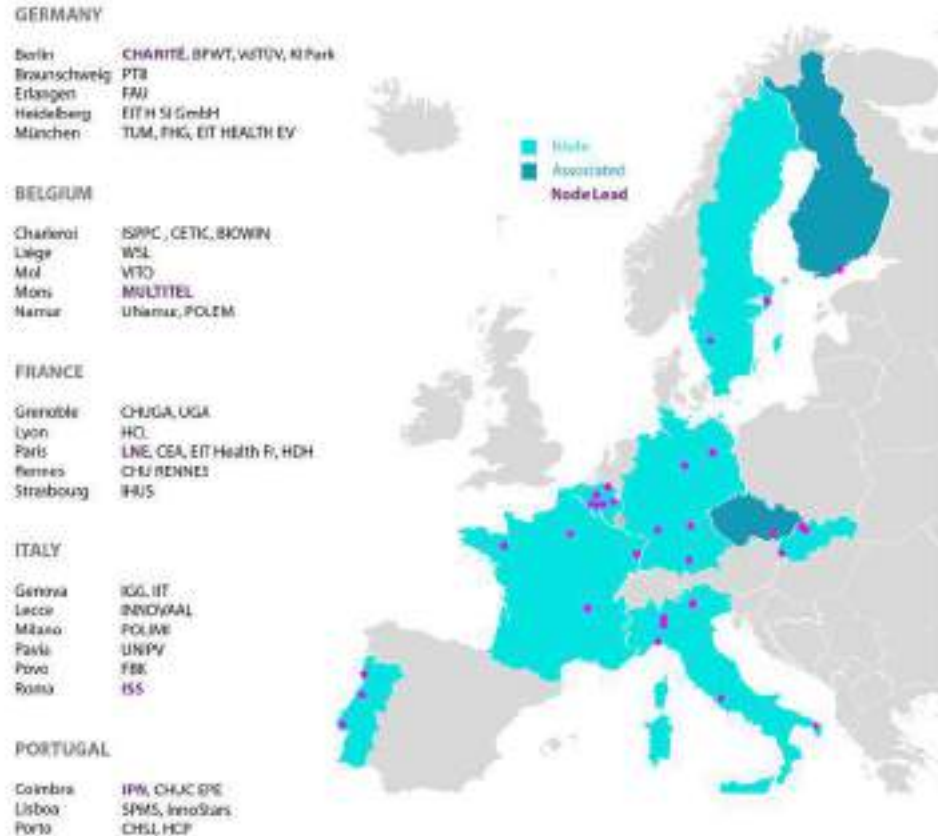 GERMANY
Berlin CHARITÉ, BPWT, VdTÜV, KI Park
Braunschweig PTB
Erlangen FAU
Heidelberg EIT H SI GmbH
München TUM, FHG, EIT HEALTH EV
Node
Associated
Node Lead
BELGIUM
Charleroi ISPPC , CETIC, BIOWIN
Liège WSL
Mol VITO
Mons MULTITEL
Namur UNamur, POLEM
FRANCE
Grenoble CHUGA, UGA
Lyon HCL
Paris LNE, CEA, EIT Health Fr, HDH
Rennes CHU RENNES
Strasbourg IHUS
ITALY
Genova IGG, IIT
Lecce INNOVAAL
Milano POLIMI
Pavia UNIPV
Povo FBK
Roma ISS
PORTUGAL
Coimbra IPN, CHUC EPE
Lisboa SPMS, InnoStars
Porto CHSJ, HCP